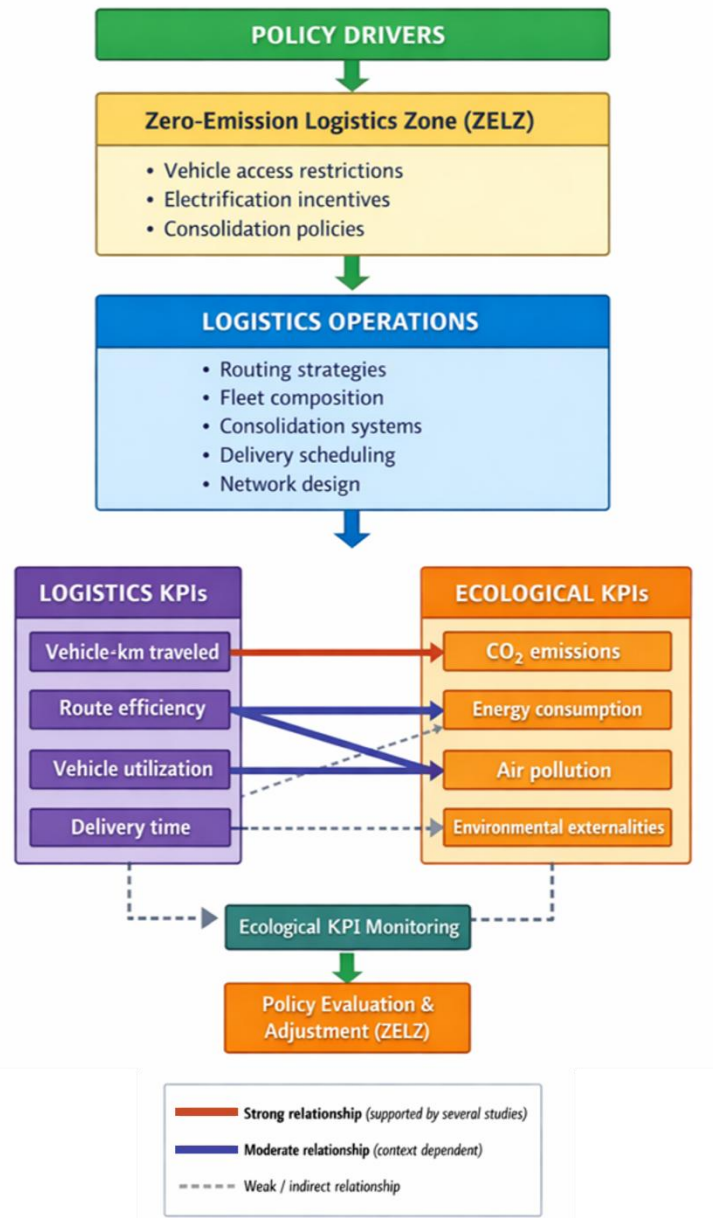 POLICY DRIVERS
Zero-Emission Logistics Zone (ZELZ)
• Vehicle access restrictions
• Electrification incentives
• Consolidation policies
LOGISTICS OPERATIONS
• Routing strategies
• Fleet composition
• Consolidation systems
• Delivery scheduling
• Network design
LOGISTICS KPIs
Vehicle-km traveled
Route efficiency
Vehicle utilization
Delivery time
ECOLOGICAL KPIs
CO₂ emissions
Energy consumption
Air pollution
Environmental externalities
Ecological KPI Monitoring
Policy Evaluation &
Adjustment (ZELZ)
Strong relationship (supported by several studies)
Moderate relationship (context dependent)
Weak / indirect relationship